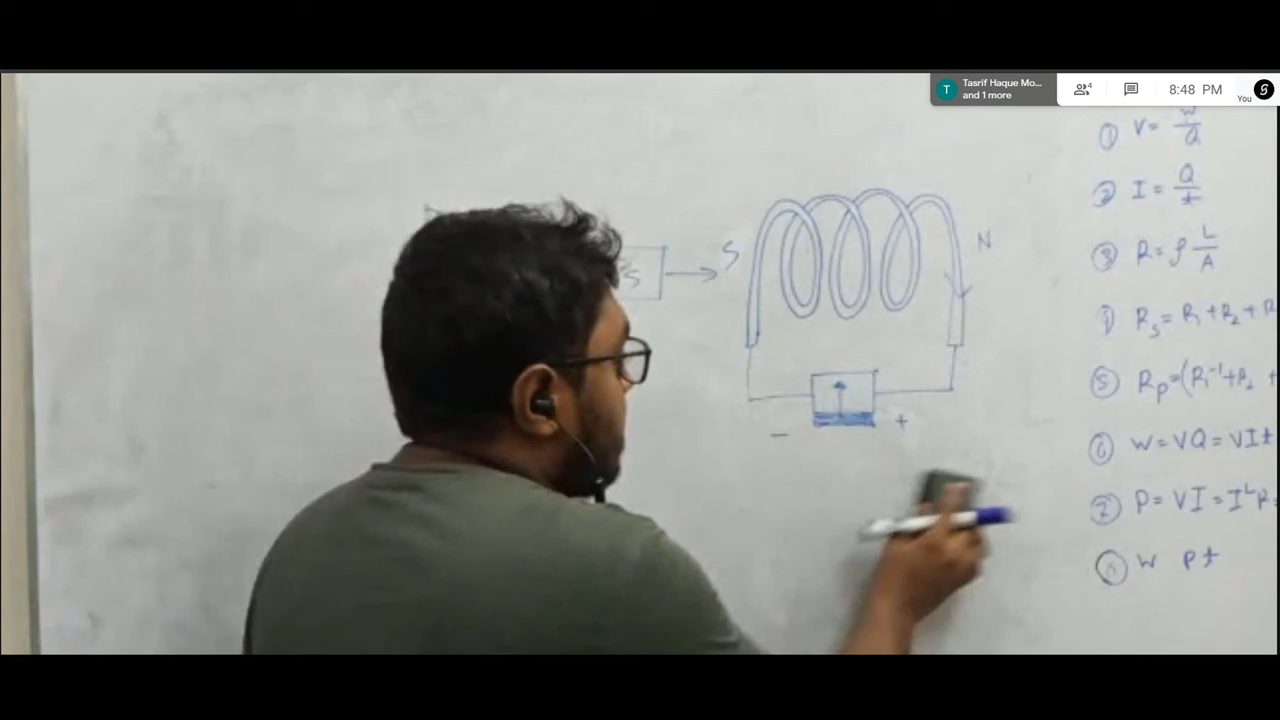 Tasrif Haque Mo...
and 1 more
4
8:48 PM
You
T
S
S
N
-
+
① V = W/Q
② I = Q/t
③ R = ρ L/A
Rs = R1 + R2 +
⑤ Rp = (R1⁻¹ + R2 +
⑥ W = VQ = VIt
⑦ P = VI = I²R =
W Pt